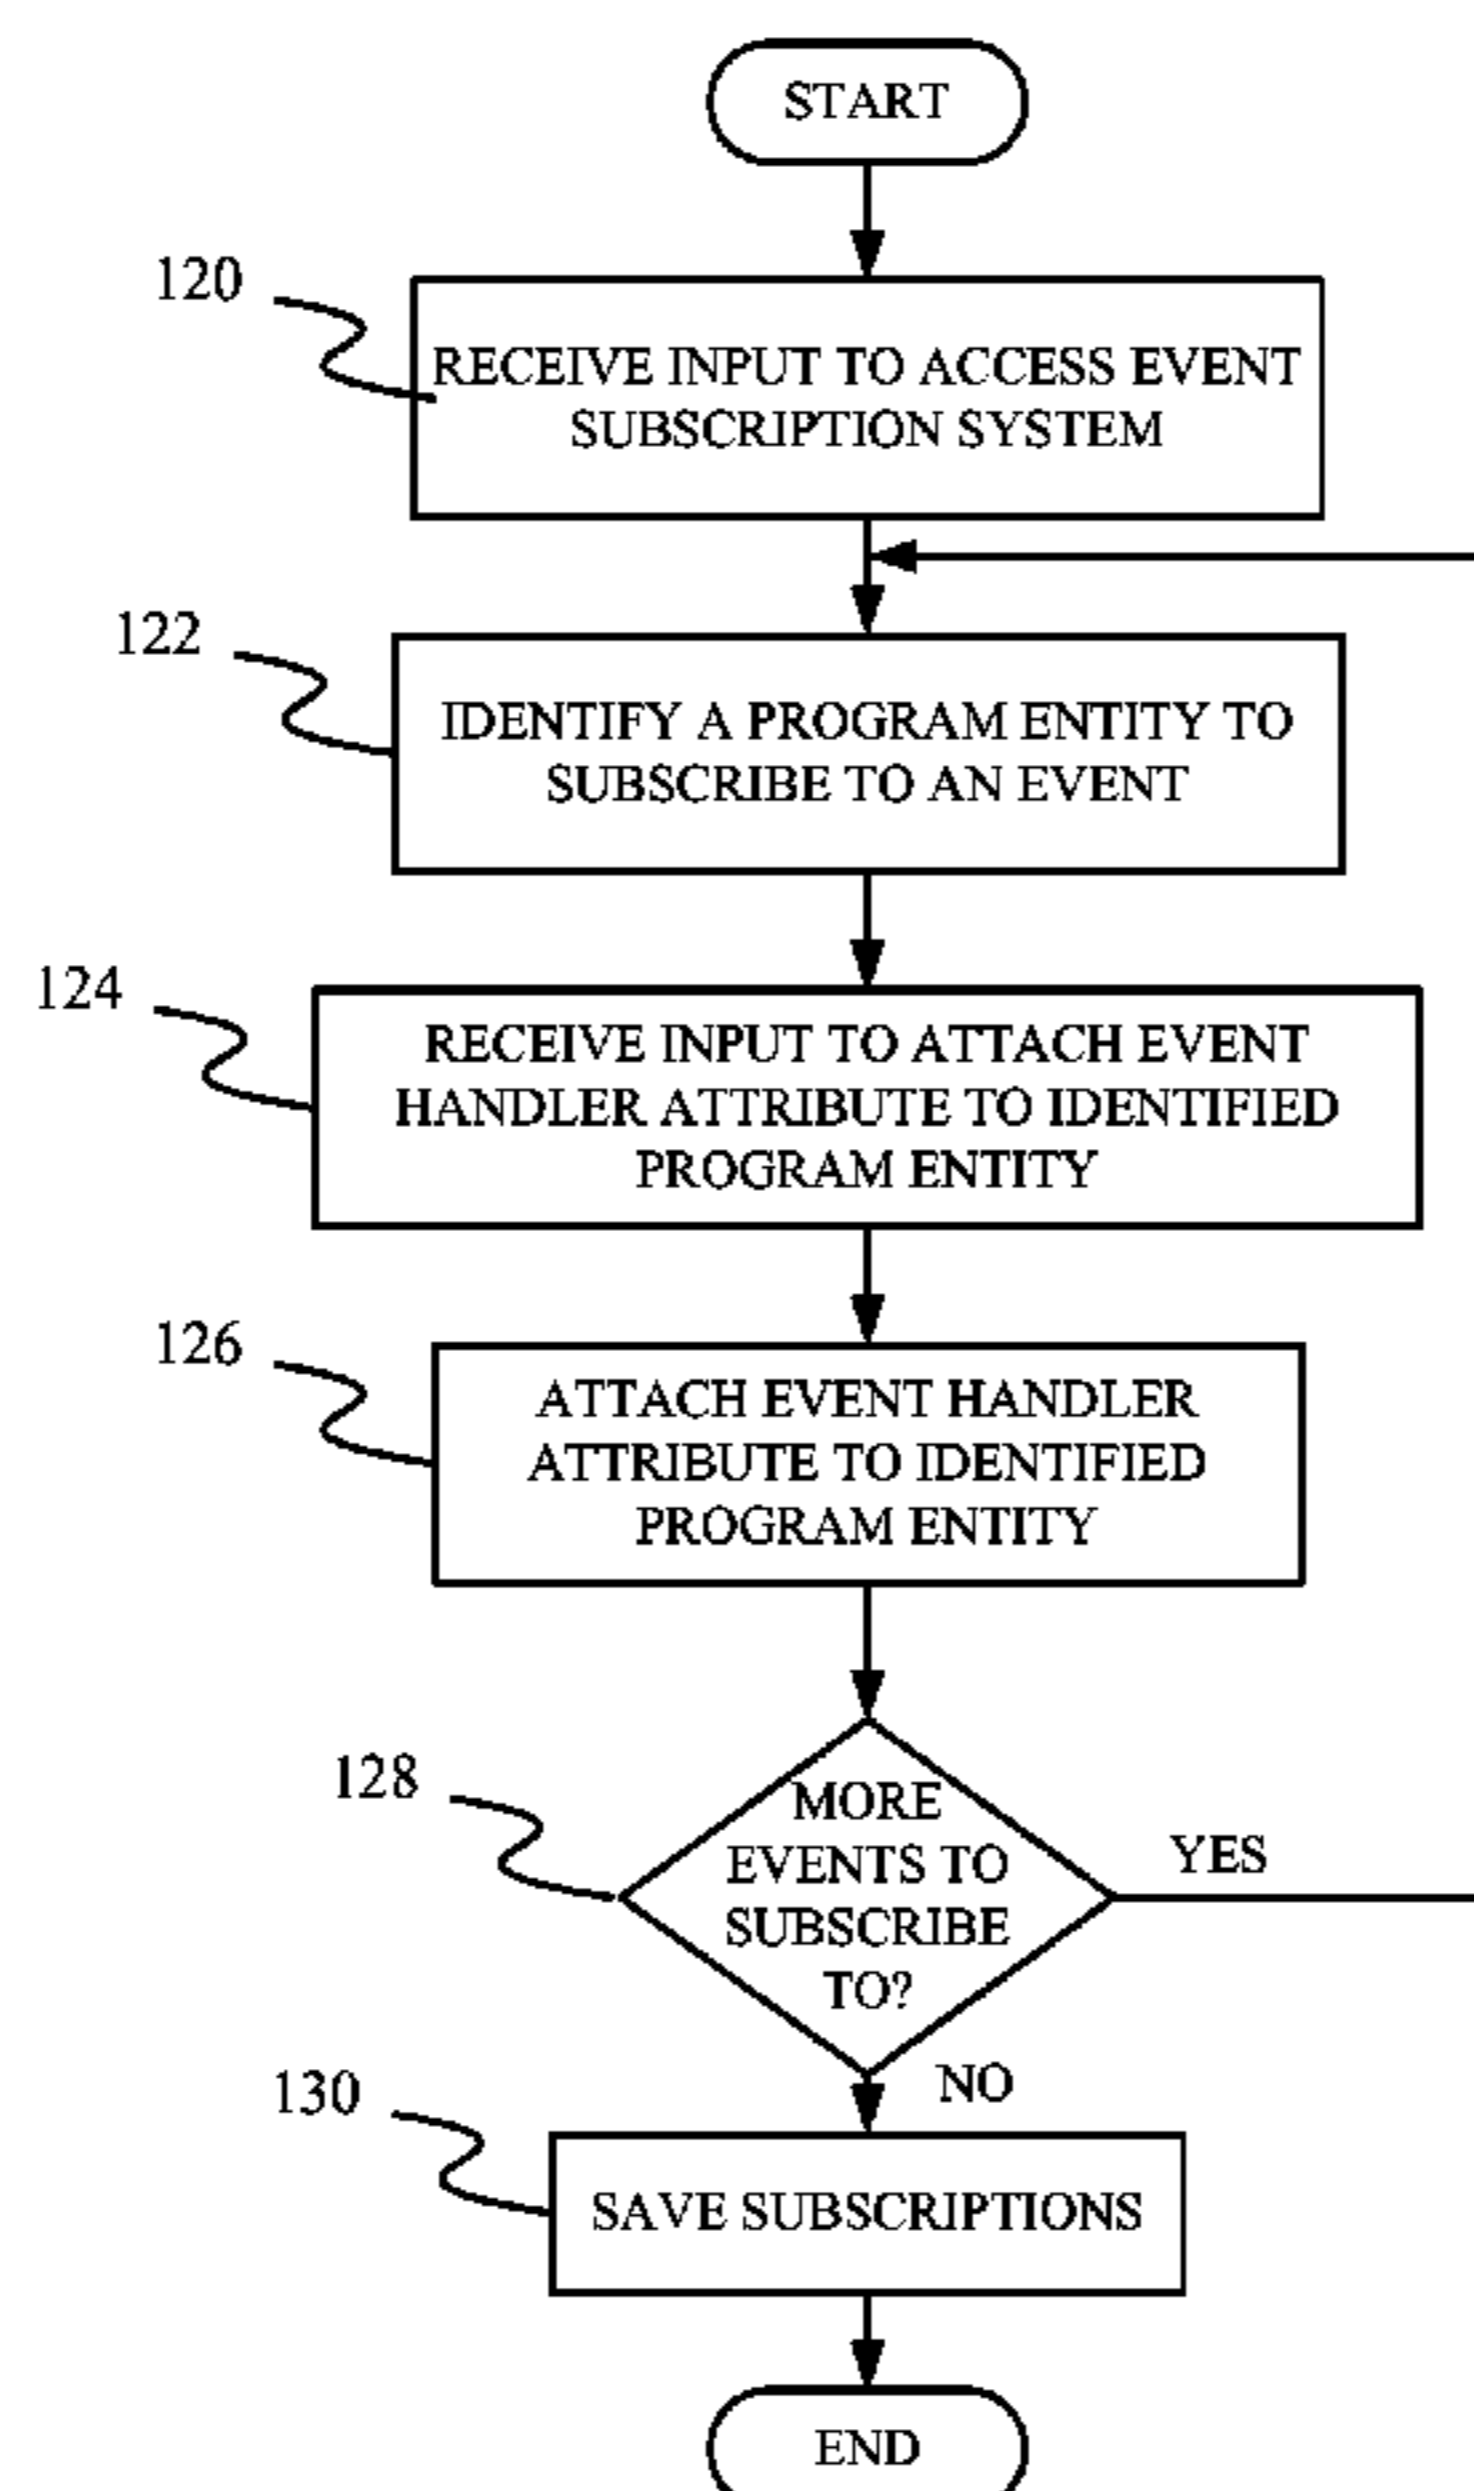 START
120
RECEIVE INPUT TO ACCESS EVENT
SUBSCRIPTION SYSTEM
122
IDENTIFY A PROGRAM ENTITY TO
SUBSCRIBE TO AN EVENT
124
RECEIVE INPUT TO ATTACH EVENT
HANDLER ATTRIBUTE TO IDENTIFIED
PROGRAM ENTITY
126
ATTACH EVENT HANDLER
ATTRIBUTE TO IDENTIFIED
PROGRAM ENTITY
128
MORE
EVENTS TO
SUBSCRIBE
TO?
YES
NO
130
SAVE SUBSCRIPTIONS
END